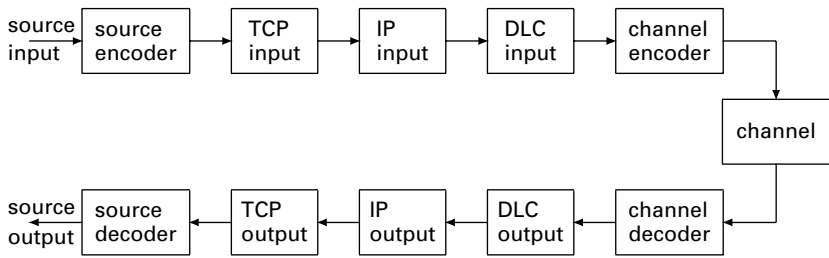 source
input
source
encoder
TCP
input
IP
input
DLC
input
channel
encoder
channel
source
output
source
decoder
TCP
output
IP
output
DLC
output
channel
decoder